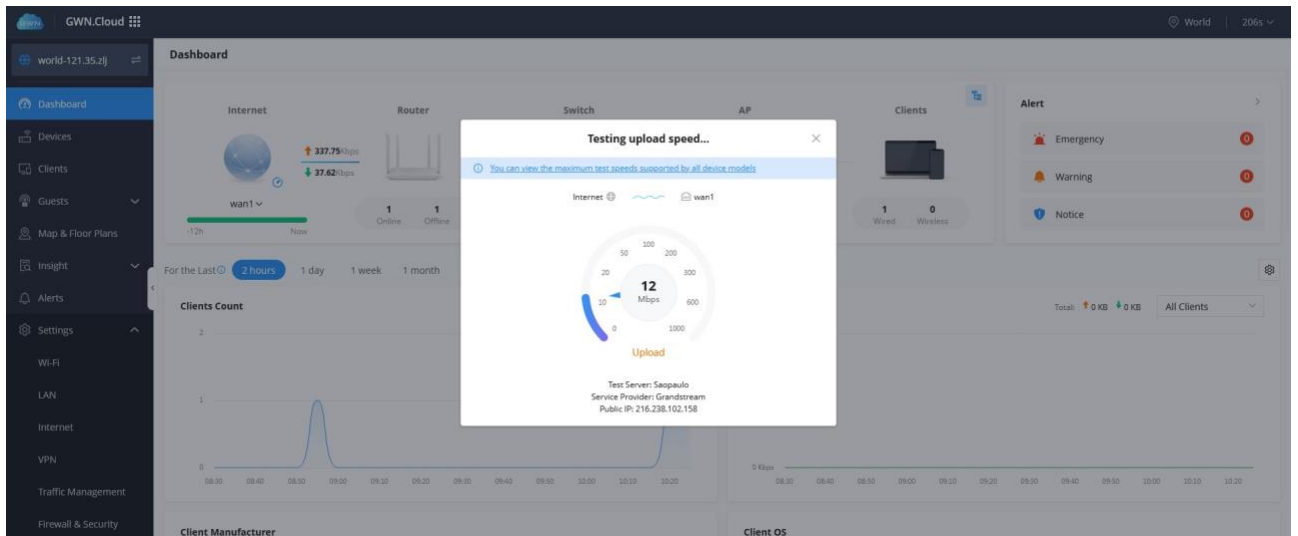 GWN GWN.Cloud World 206s
world-121.35.zlj
Dashboard
Dashboard
Devices
Clients
Guests
Map & Floor Plans
Insight
Alerts
Settings
Wi-Fi
LAN
Internet
VPN
Traffic Management
Firewall & Security
Internet Router Switch AP Clients
337.75Kbps
37.62Kbps
wan1
-12h Now
1 1
Online Offline
1 0
Wired Wireless
Alert
Emergency 0
Warning 0
Notice 0
Testing upload speed...
You can view the maximum test speeds supported by all device models
Internet wan1
0 10 20 50 100 200 300 600 1000
12
Mbps
Upload
Test Server: Saopaulo
Service Provider: Grandstream
Public IP: 216.238.102.158
For the Last 2 hours 1 day 1 week 1 month
Clients Count
2
1
0
08:30 08:40 08:50 09:00 09:10 09:20 09:30 09:40 09:50 10:00 10:10 10:20
Total: 0 KB 0 KB All Clients
0 Kbps
08:30 08:40 08:50 09:00 09:10 09:20 09:30 09:40 09:50 10:00 10:10 10:20
Client Manufacturer
Client OS